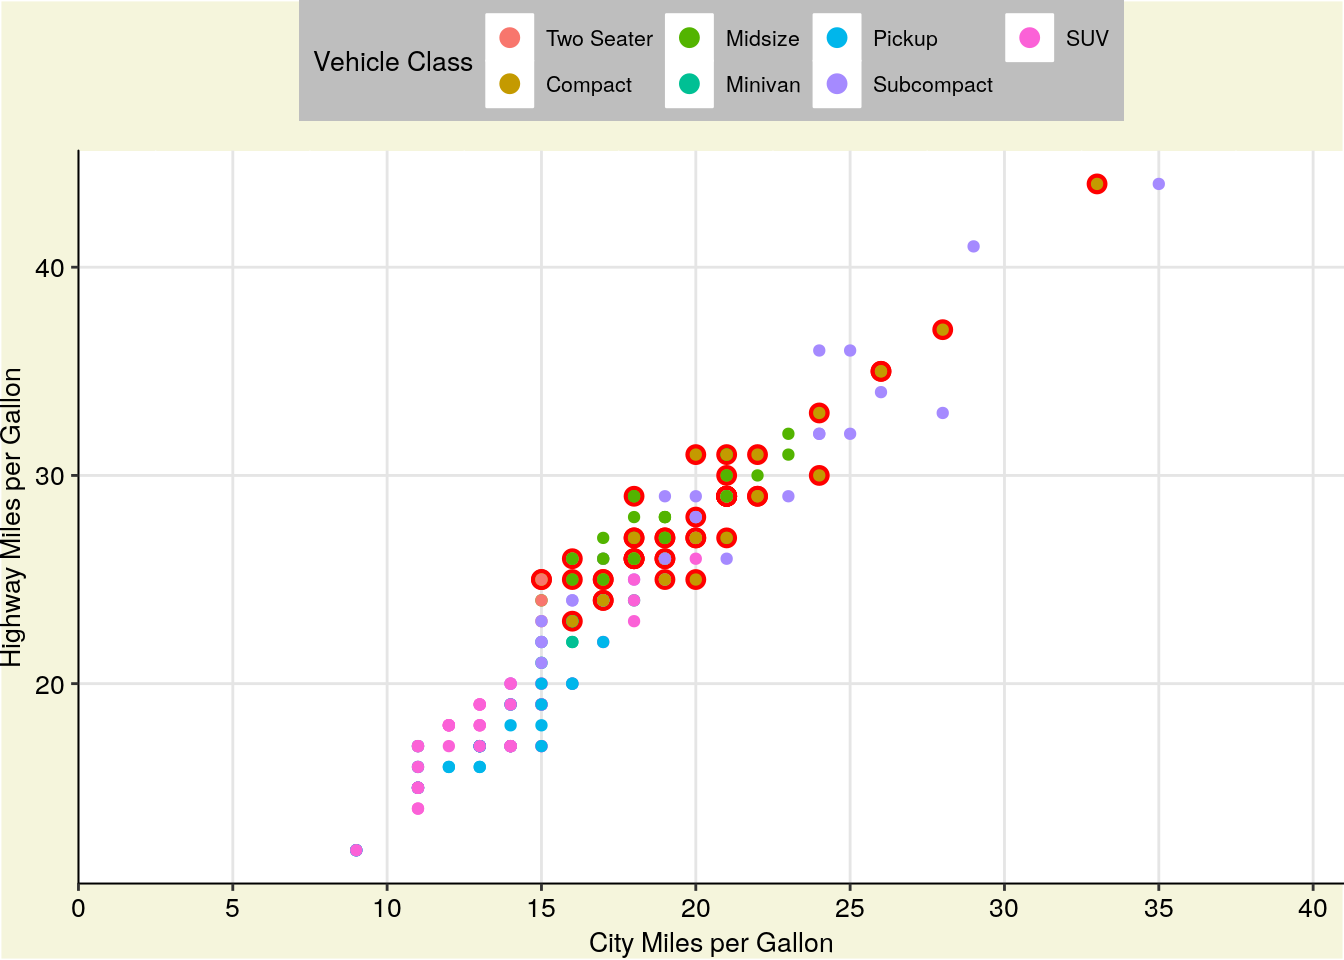 Vehicle Class
Two Seater Midsize Pickup SUV
Compact Minivan Subcompact
Highway Miles per Gallon
40
30
20
0 5 10 15 20 25 30 35 40
City Miles per Gallon